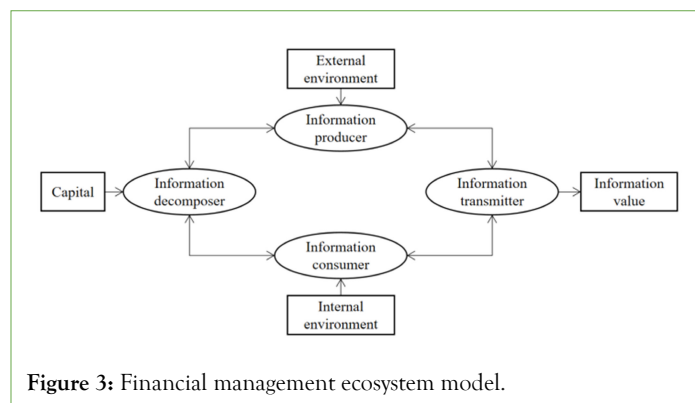 External
environment
Information
producer
Capital
Information
decomposer
Information
transmitter
Information
value
Information
consumer
Internal
environment
Figure 3: Financial management ecosystem model.